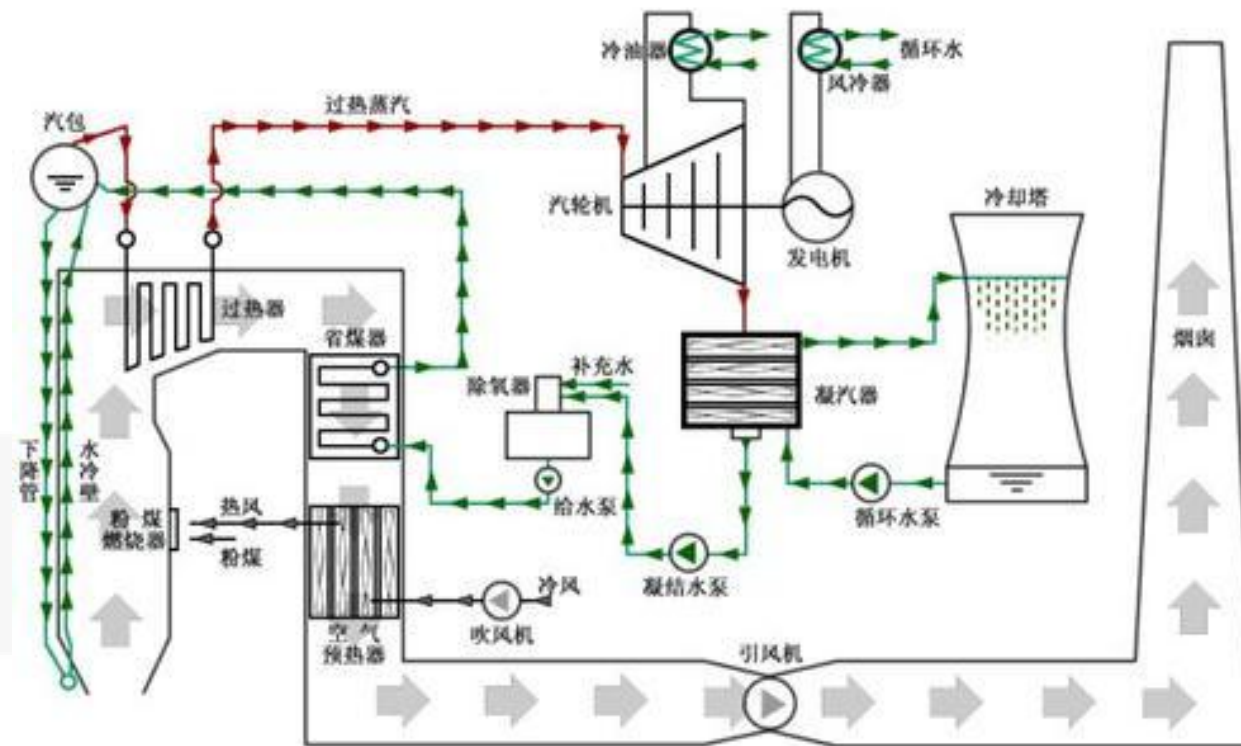 冷油器
循环水
风冷器
过热蒸汽
汽包
汽轮机
发电机
冷却塔
过热器
省煤器
烟卤
除氧器
补充水
凝汽器
下降管
水冷壁
给水泵
循环水泵
热风
粉 煤
燃烧器
粉煤
凝结水泵
冷风
吹风机
空 气
预热器
引风机